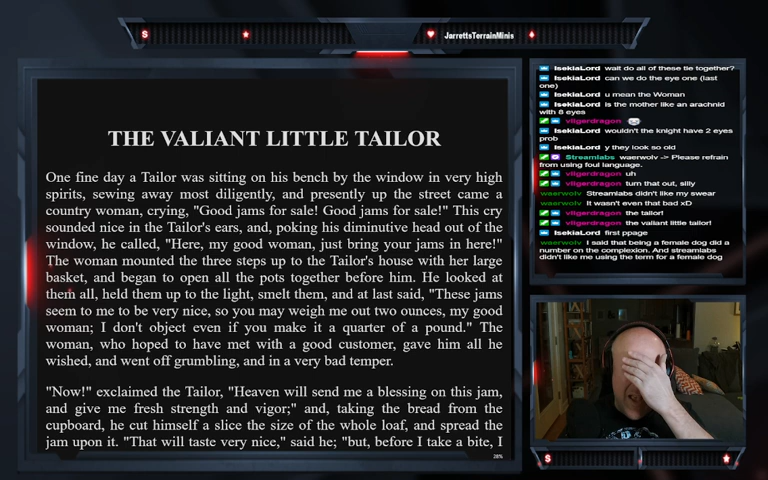 JarrettsTerrainMinis
THE VALIANT LITTLE TAILOR
One fine day a Tailor was sitting on his bench by the window in very high
spirits, sewing away most diligently, and presently up the street came a
country woman, crying, "Good jams for sale! Good jams for sale!" This cry
sounded nice in the Tailor's ears, and, poking his diminutive head out of the
window, he called, "Here, my good woman, just bring your jams in here!"
The woman mounted the three steps up to the Tailor's house with her large
basket, and began to open all the pots together before him. He looked at
them all, held them up to the light, smelt them, and at last said, "These jams
seem to me to be very nice, so you may weigh me out two ounces, my good
woman; I don't object even if you make it a quarter of a pound." The
woman, who hoped to have met with a good customer, gave him all he
wished, and went off grumbling, and in a very bad temper.
"Now!" exclaimed the Tailor, "Heaven will send me a blessing on this jam,
and give me fresh strength and vigor;" and, taking the bread from the
cupboard, he cut himself a slice the size of the whole loaf, and spread the
jam upon it. "That will taste very nice," said he; "but, before I take a bite, I
28%
IsekiaLord wait do all of these tie together?
IsekiaLord can we do the eye one (last
one)
IsekiaLord u mean the Woman
IsekiaLord is the mother like an arachnid
with 8 eyes
vligerdragon
IsekiaLord wouldn't the knight have 2 eyes
prob
IsekiaLord y they look so old
Streamlabs waerwolv -> Please refrain
from using foul language.
vligerdragon uh
vligerdragon turn that out, silly
waerwolv Streamlabs didn't like my swear
waerwolv It wasn't even that bad xD
vligerdragon the tailor!
vligerdragon the valiant little tailor!
IsekiaLord first ppage
waerwolv I said that being a female dog did a
number on the complexion. And streamlabs
didn't like me using the term for a female dog